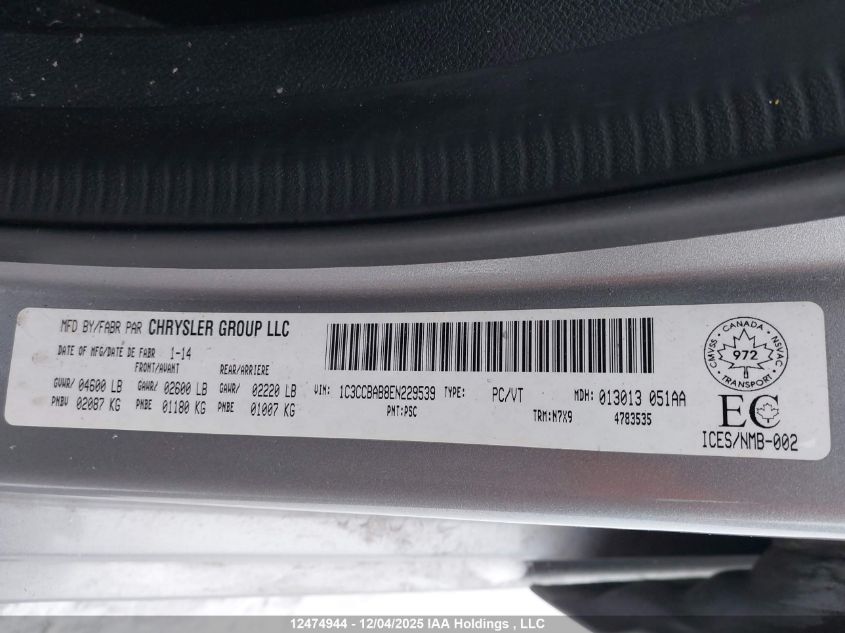 MFD BY/FABR PAR CHRYSLER GROUP LLC
DATE OF MFG/DATE DE FABR 1-14
FRONT/AVANT REAR/ARRIERE
GVWR/ 04600 LB GAWR/ 02600 LB GAWR/ 02220 LB
PNBV 02087 KG PNBE 01180 KG PNBE 01007 KG
VIN: 1C3CCBAB8EN229539 TYPE: PC/VT MDH: 013013 051AA
PNT:PSC TRM:N7X9 4783535
CANADA
CMVSS NSVAC
972
TRANSPORT
EC
ICES/NMB-002
12474944 - 12/04/2025 IAA Holdings , LLC